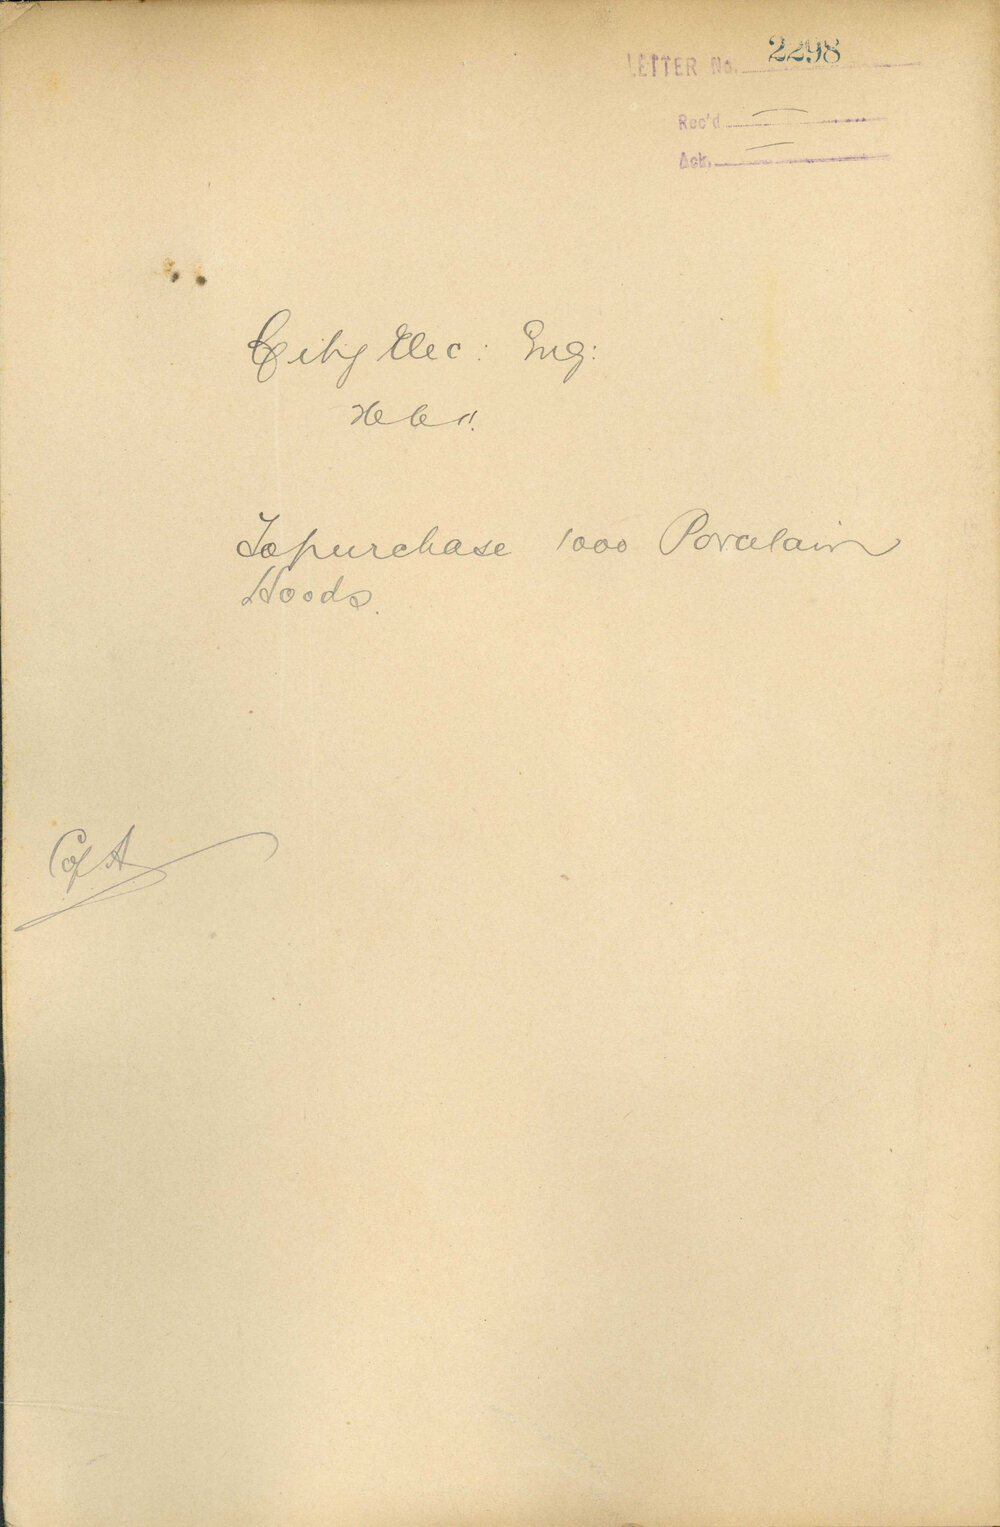 LETTER No. 2298
Rec'd —
Ack. —
City Elec: Eng:
To purchase 1000 Porcelain
Hoods.